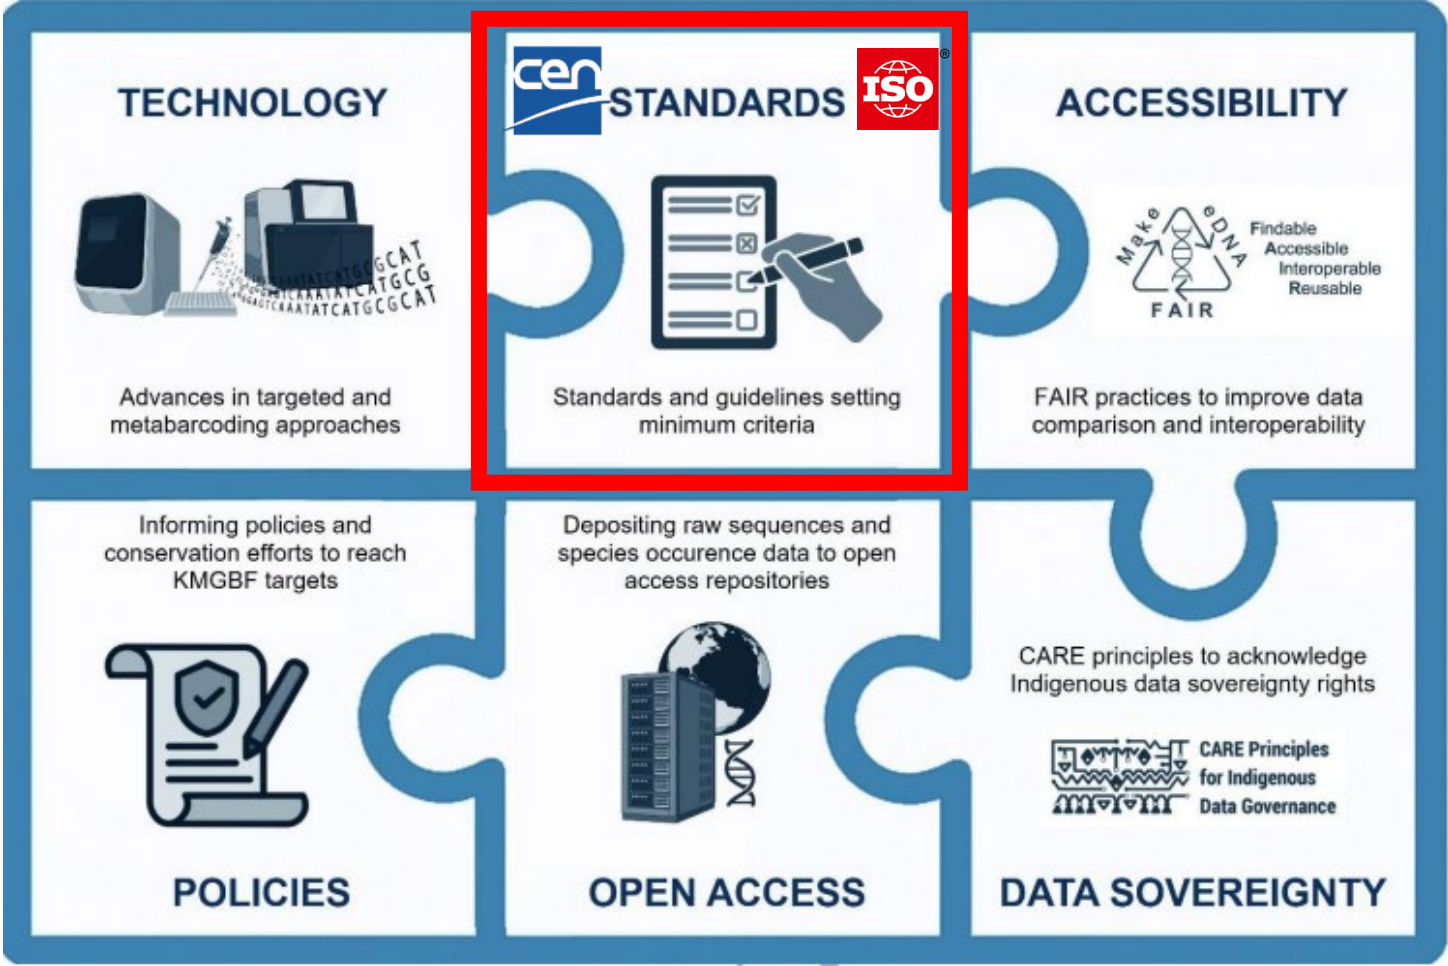 TECHNOLOGY
cen
STANDARDS
ISO
®
ACCESSIBILITY
Make eDNA
FAIR
Findable
Accessible
Interoperable
Reusable
Advances in targeted and
metabarcoding approaches
Standards and guidelines setting
minimum criteria
FAIR practices to improve data
comparison and interoperability
Informing policies and
conservation efforts to reach
KMGBF targets
Depositing raw sequences and
species occurence data to open
access repositories
CARE principles to acknowledge
Indigenous data sovereignty rights
CARE Principles
for Indigenous
Data Governance
POLICIES
OPEN ACCESS
DATA SOVEREIGNTY